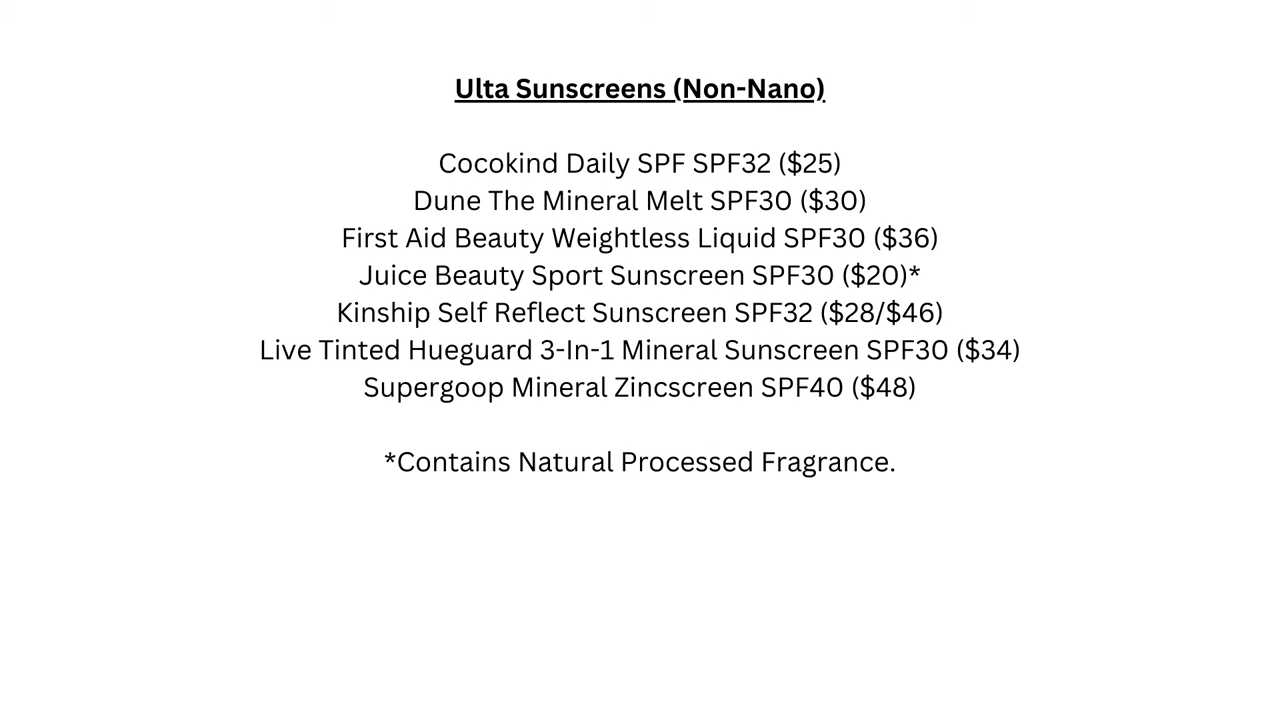 Ulta Sunscreens (Non-Nano)
Cocokind Daily SPF SPF32 ($25)
Dune The Mineral Melt SPF30 ($30)
First Aid Beauty Weightless Liquid SPF30 ($36)
Juice Beauty Sport Sunscreen SPF30 ($20)*
Kinship Self Reflect Sunscreen SPF32 ($28/$46)
Live Tinted Hueguard 3-In-1 Mineral Sunscreen SPF30 ($34)
Supergoop Mineral Zincscreen SPF40 ($48)
*Contains Natural Processed Fragrance.